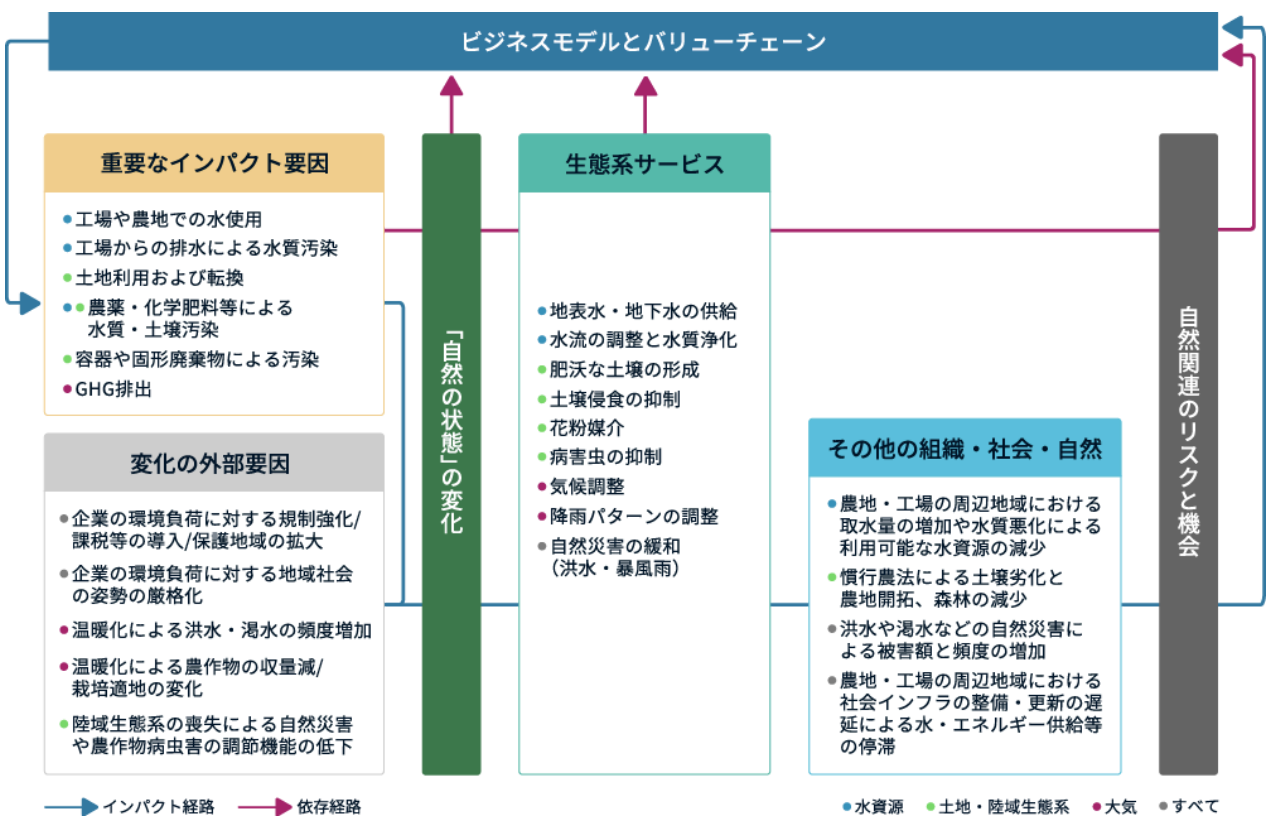 ビジネスモデルとバリューチェーン
重要なインパクト要因
●工場や農地での水使用
●工場からの排水による水質汚染
●土地利用および転換
●●農薬・化学肥料等による
水質・土壌汚染
●容器や固形廃棄物による汚染
●GHG排出
変化の外部要因
●企業の環境負荷に対する規制強化/
課税等の導入/保護地域の拡大
●企業の環境負荷に対する地域社会
の姿勢の厳格化
●温暖化による洪水・渇水の頻度増加
●温暖化による農作物の収量減/
栽培適地の変化
●陸域生態系の喪失による自然災害
や農作物病虫害の調節機能の低下
「自然の状態」の変化
生態系サービス
●地表水・地下水の供給
●水流の調整と水質浄化
●肥沃な土壌の形成
●土壌侵食の抑制
●花粉媒介
●病害虫の抑制
●気候調整
●降雨パターンの調整
●自然災害の緩和
（洪水・暴風雨）
その他の組織・社会・自然
●農地・工場の周辺地域における
取水量の増加や水質悪化による
利用可能な水資源の減少
●慣行農法による土壌劣化と
農地開拓、森林の減少
●洪水や渇水などの自然災害に
よる被害額と頻度の増加
●農地・工場の周辺地域における
社会インフラの整備・更新の遅
延による水・エネルギー供給等
の停滞
自然関連のリスクと機会
インパクト経路
依存経路
●水資源
●土地・陸域生態系
●大気
●すべて